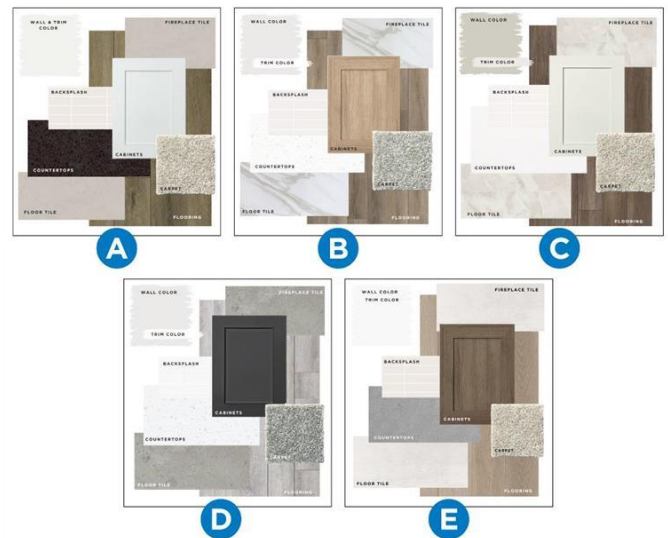 WALL & TRIM
COLOR
FIREPLACE TILE
BACKSPLASH
CABINETS
COUNTERTOPS
CARPET
FLOOR TILE
FLOORING
A
WALL COLOR
FIREPLACE TILE
TRIM COLOR
BACKSPLASH
CABINETS
COUNTERTOPS
CARPET
FLOOR TILE
FLOORING
B
WALL COLOR
FIREPLACE TILE
TRIM COLOR
BACKSPLASH
CABINETS
COUNTERTOPS
CARPET
FLOOR TILE
FLOORING
C
WALL COLOR
FIREPLACE TILE
TRIM COLOR
BACKSPLASH
CABINETS
COUNTERTOPS
CARPET
FLOOR TILE
FLOORING
D
WALL COLOR
TRIM COLOR
FIREPLACE TILE
BACKSPLASH
CABINETS
COUNTERTOPS
CARPET
FLOOR TILE
FLOORING
E